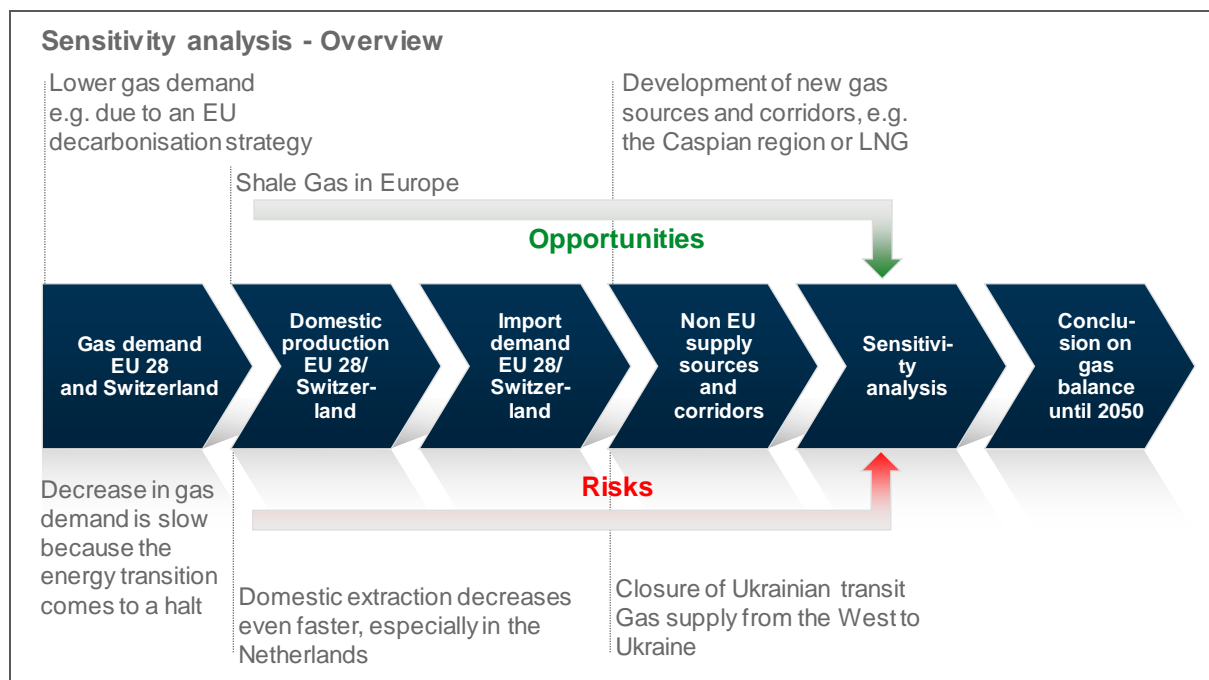 Sensitivity analysis - Overview
Lower gas demand
e.g. due to an EU
decarbonisation strategy
Development of new gas
sources and corridors, e.g.
the Caspian region or LNG
Shale Gas in Europe
Opportunities
Gas demand
EU 28
and Switzerland
Domestic
production
EU 28/
Switzer-
land
Import
demand
EU 28/
Switzer-
land
Non EU
supply
sources
and
corridors
Sensitivi-
ty
analysis
Conclu-
sion on
gas
balance
until 2050
Risks
Decrease in gas
demand is slow
because the
energy transition
comes to a halt
Domestic extraction decreases
even faster, especially in the
Netherlands
Closure of Ukrainian transit
Gas supply from the West to
Ukraine